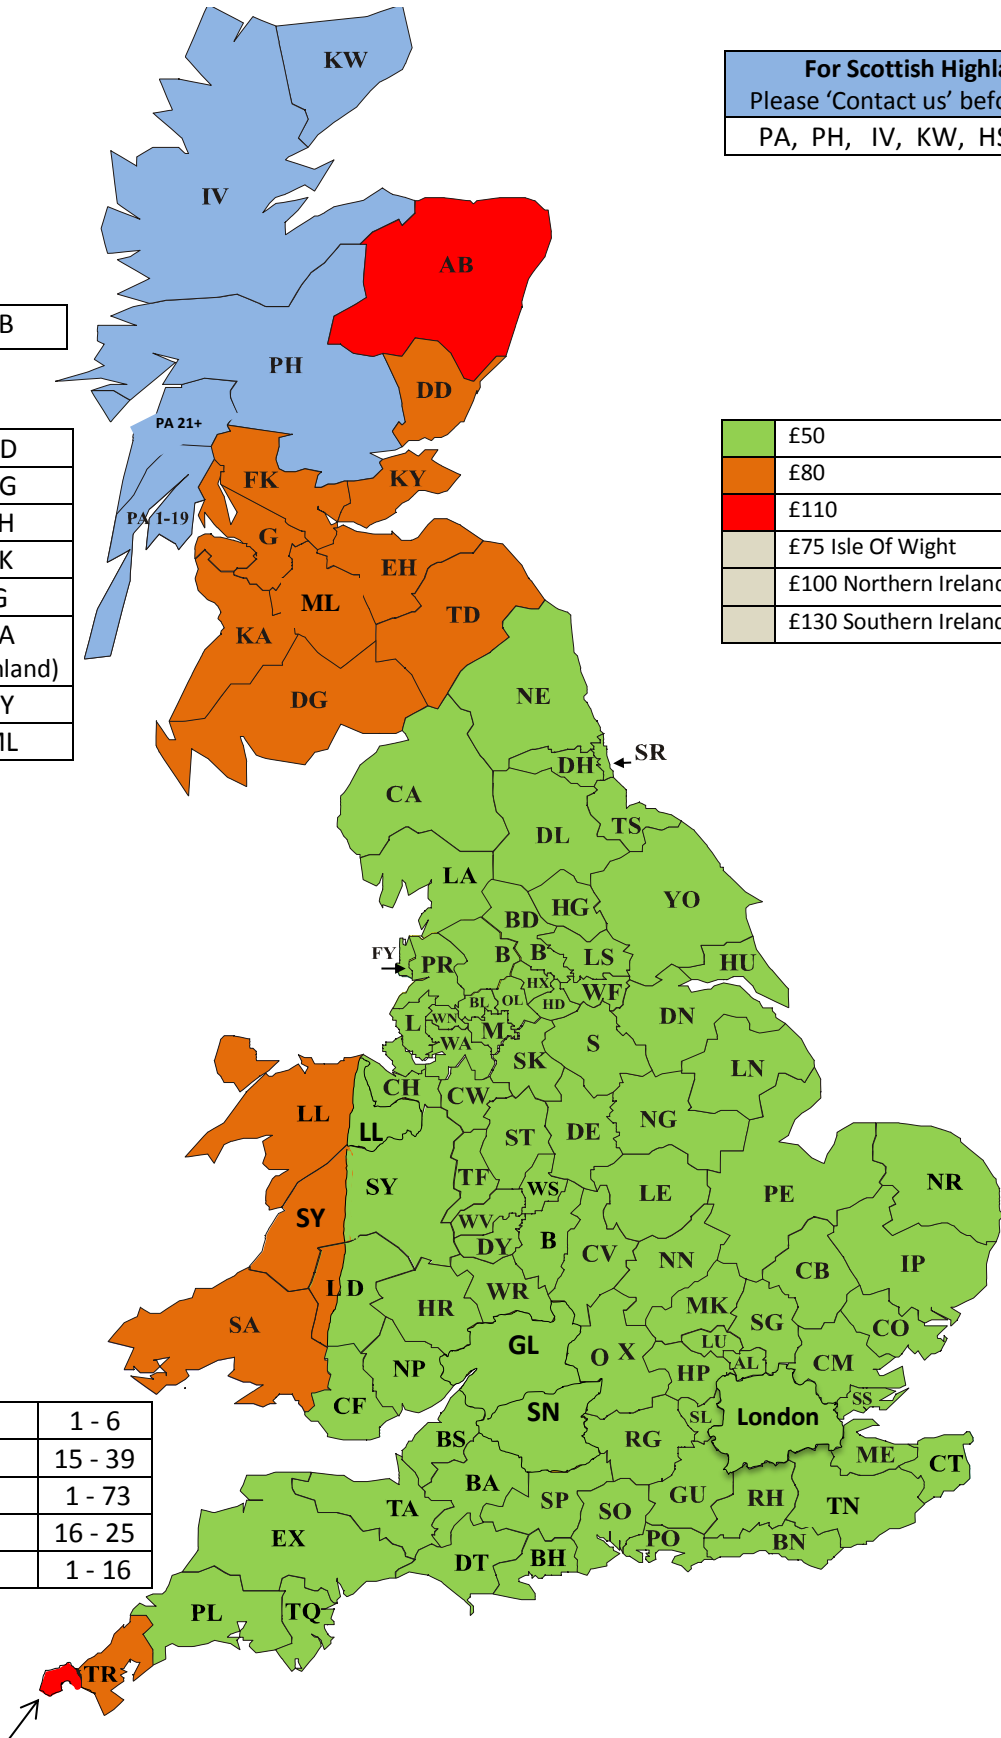 KW
For Scottish Highla
Please ‘Contact us’ befo
PA, PH, IV, KW, HS
IV
AB
B
PH
DD
PA 21+
D
G
H
K
G
A
nland)
Y
ML
£50
£80
£110
£75 Isle Of Wight
£100 Northern Ireland
£130 Southern Ireland
FK
KY
PA 1-19
G
EH
ML
TD
KA
DG
NE
SR
DH
CA
TS
DL
LA
YO
HG
BD
FY
PR
B
B
LS
HU
HX
WF
BL
OL
HD
DN
L
WN
M
WA
S
SK
LN
CH
CW
LL
LL
NG
ST
DE
TF
WS
SY
LE
PE
NR
SY
WV
DY
B
CV
NN
IP
CB
L D
HR
WR
MK
SG
CO
SA
LU
GL
O X
NP
HP
AL
CM
SS
CF
SN
SL
London
BS
RG
ME
CT
1 - 6
15 - 39
1 - 73
16 - 25
1 - 16
BA
SP
SO
GU
RH
TN
TA
EX
PO
BN
DT
BH
PL
TQ
TR